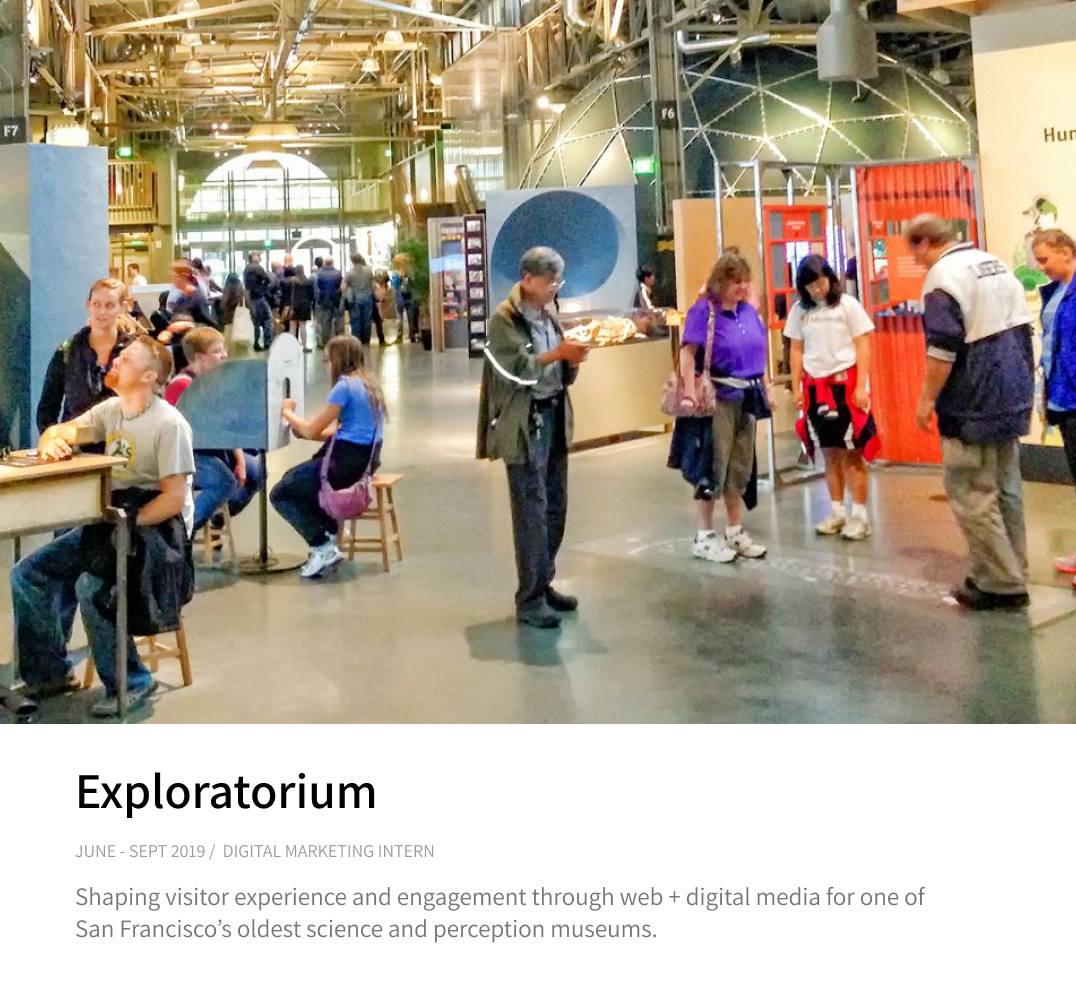 F7
F6
Hum
Exploratorium
JUNE - SEPT 2019 / DIGITAL MARKETING INTERN
Shaping visitor experience and engagement through web + digital media for one of
San Francisco’s oldest science and perception museums.